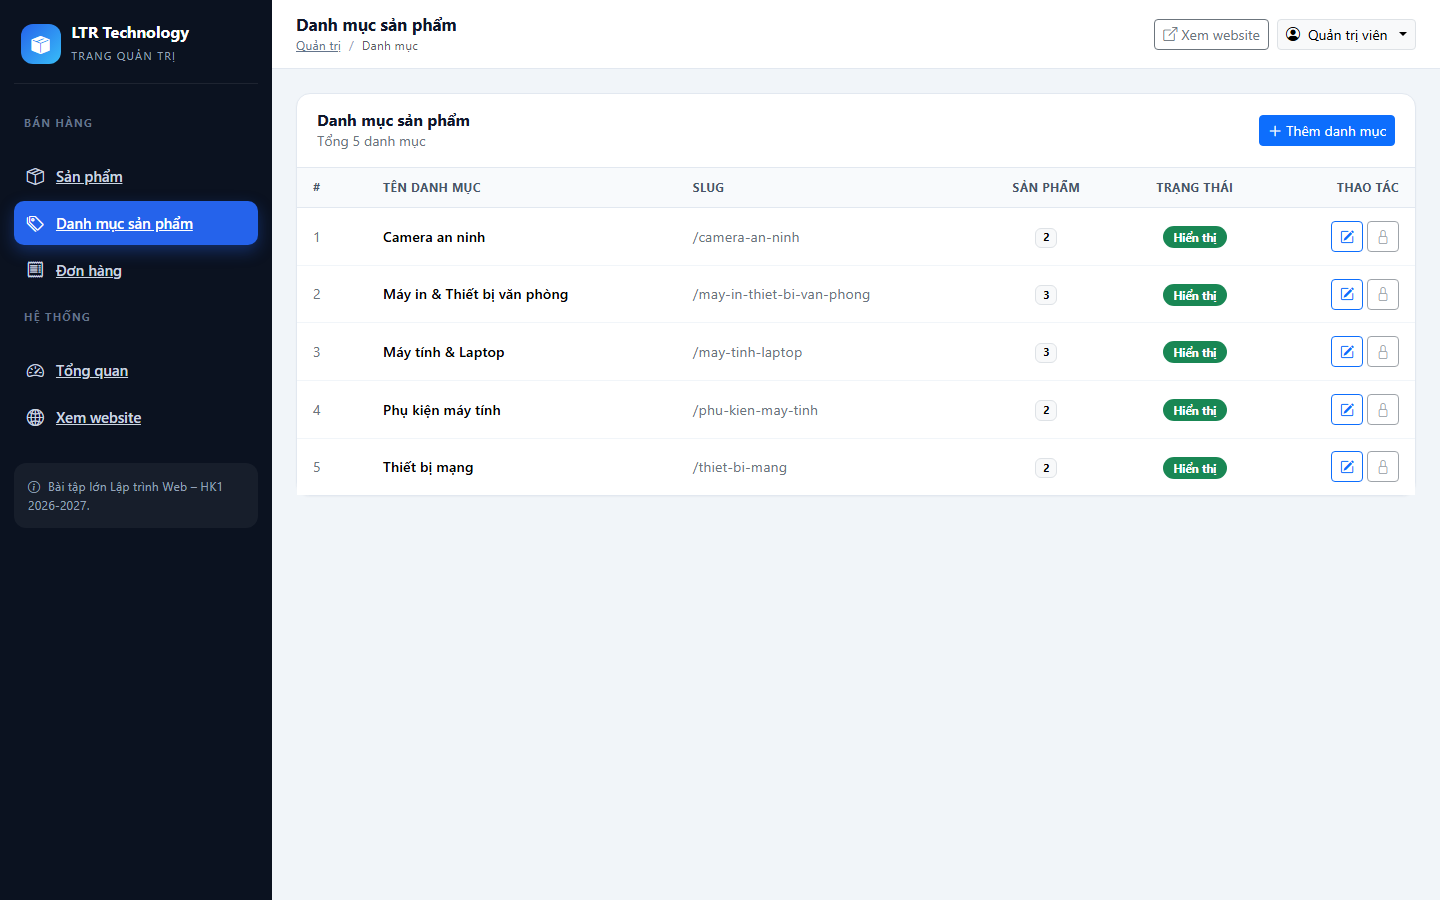 LTR Technology
TRANG QUẢN TRỊ
BÁN HÀNG
Sản phẩm
Danh mục sản phẩm
Đơn hàng
HỆ THỐNG
Tổng quan
Xem website
Bài tập lớn Lập trình Web – HK1
2026-2027.
Danh mục sản phẩm
Quản trị / Danh mục
Xem website
Quản trị viên
Danh mục sản phẩm
Tổng 5 danh mục
+ Thêm danh mục
# TÊN DANH MỤC SLUG SẢN PHẨM TRẠNG THÁI THAO TÁC
1 Camera an ninh /camera-an-ninh 2 Hiển thị
2 Máy in & Thiết bị văn phòng /may-in-thiet-bi-van-phong 3 Hiển thị
3 Máy tính & Laptop /may-tinh-laptop 3 Hiển thị
4 Phụ kiện máy tính /phu-kien-may-tinh 2 Hiển thị
5 Thiết bị mạng /thiet-bi-mang 2 Hiển thị